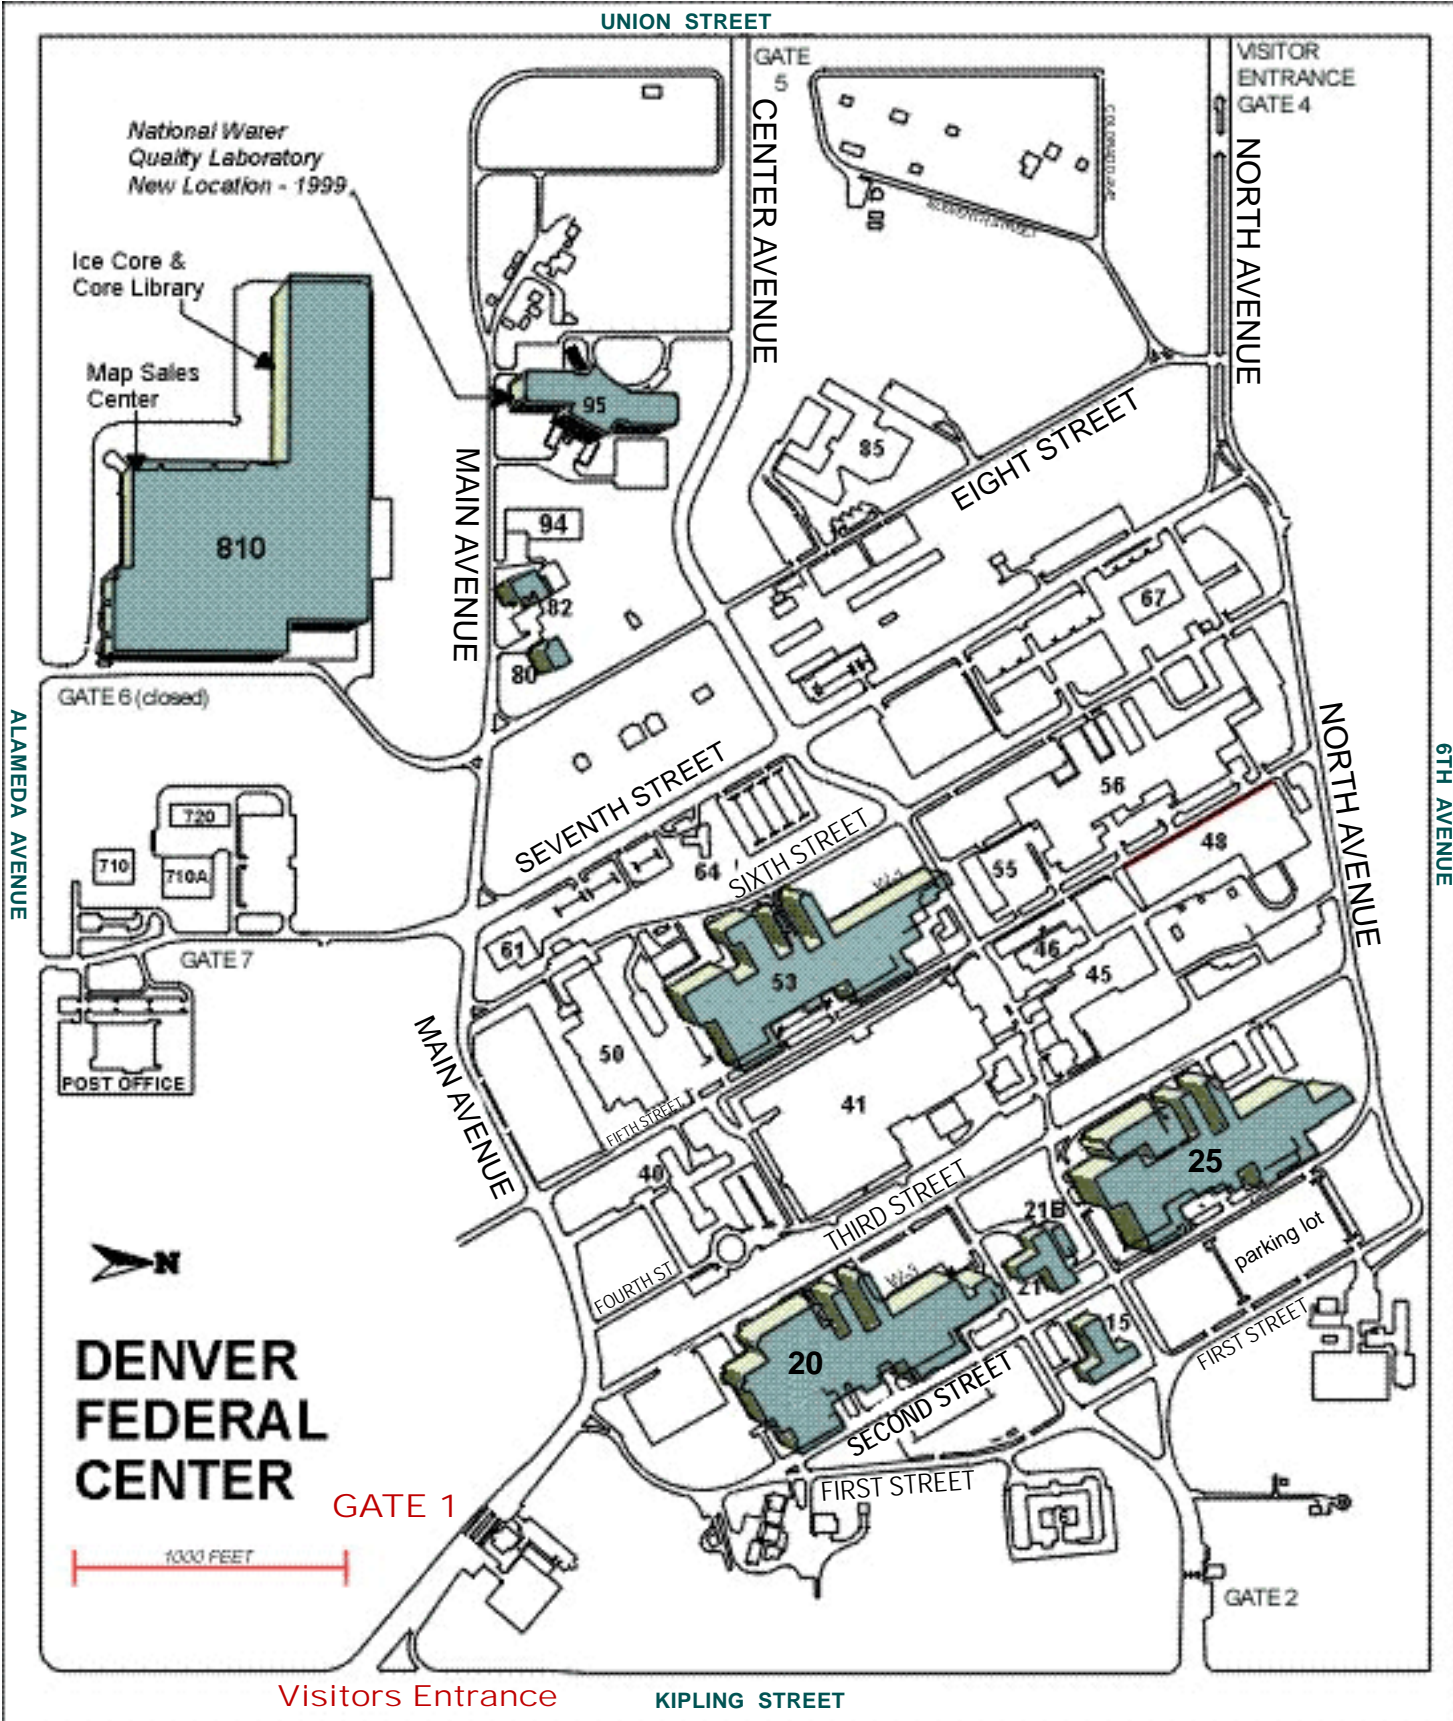 UNION STREET
GATE
5
VISITOR
ENTRANCE
GATE 4
National Water
Quality Laboratory
New Location - 1999
CENTER AVENUE
NORTH AVENUE
Ice Core &
Core Library
Map Sales
Center
95
85
EIGHT STREET
MAIN AVENUE
94
810
82
67
80
GATE 6 (closed)
ALAMEDA AVENUE
NORTH AVENUE
6TH AVENUE
SEVENTH STREET
56
720
710
710A
64
SIXTH STREET
55
48
61
GATE 7
53
46
45
MAIN AVENUE
50
POST OFFICE
41
FIFTH STREET
25
40
THIRD STREET
21B
parking lot
N
FOURTH ST
21
15
FIRST STREET
20
SECOND STREET
DENVER
FEDERAL
CENTER
FIRST STREET
GATE 1
1000 FEET
GATE 2
Visitors Entrance
KIPLING STREET